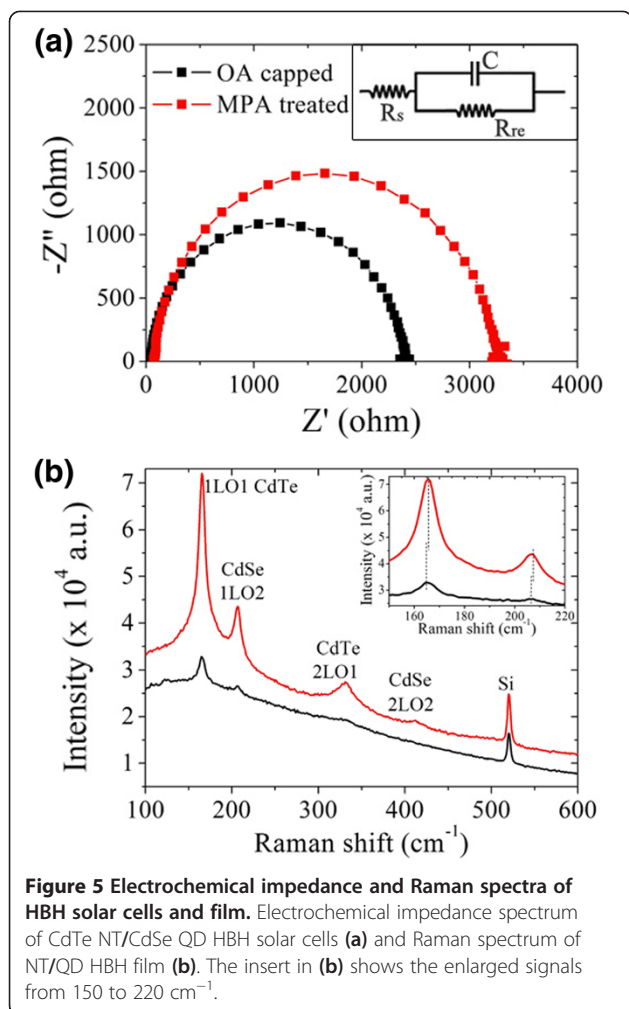 (a)
2500
2000
1500
1000
500
0
-Z" (ohm)
OA capped
MPA treated
C
Rs
Rre
0 1000 2000 3000 4000
Z' (ohm)
(b)
7
6
5
4
3
2
1
Intensity (x 10⁴ a.u.)
1LO1 CdTe
CdSe
1LO2
CdTe
2LO1
CdSe
2LO2
Si
7
6
5
4
3
Intensity (x 10⁴ a.u.)
160 180 200 220
Raman shift (cm⁻¹)
100 200 300 400 500 600
Raman shift (cm⁻¹)
Figure 5 Electrochemical impedance and Raman spectra of
HBH solar cells and film. Electrochemical impedance spectrum
of CdTe NT/CdSe QD HBH solar cells (a) and Raman spectrum of
NT/QD HBH film (b). The insert in (b) shows the enlarged signals
from 150 to 220 cm⁻¹.